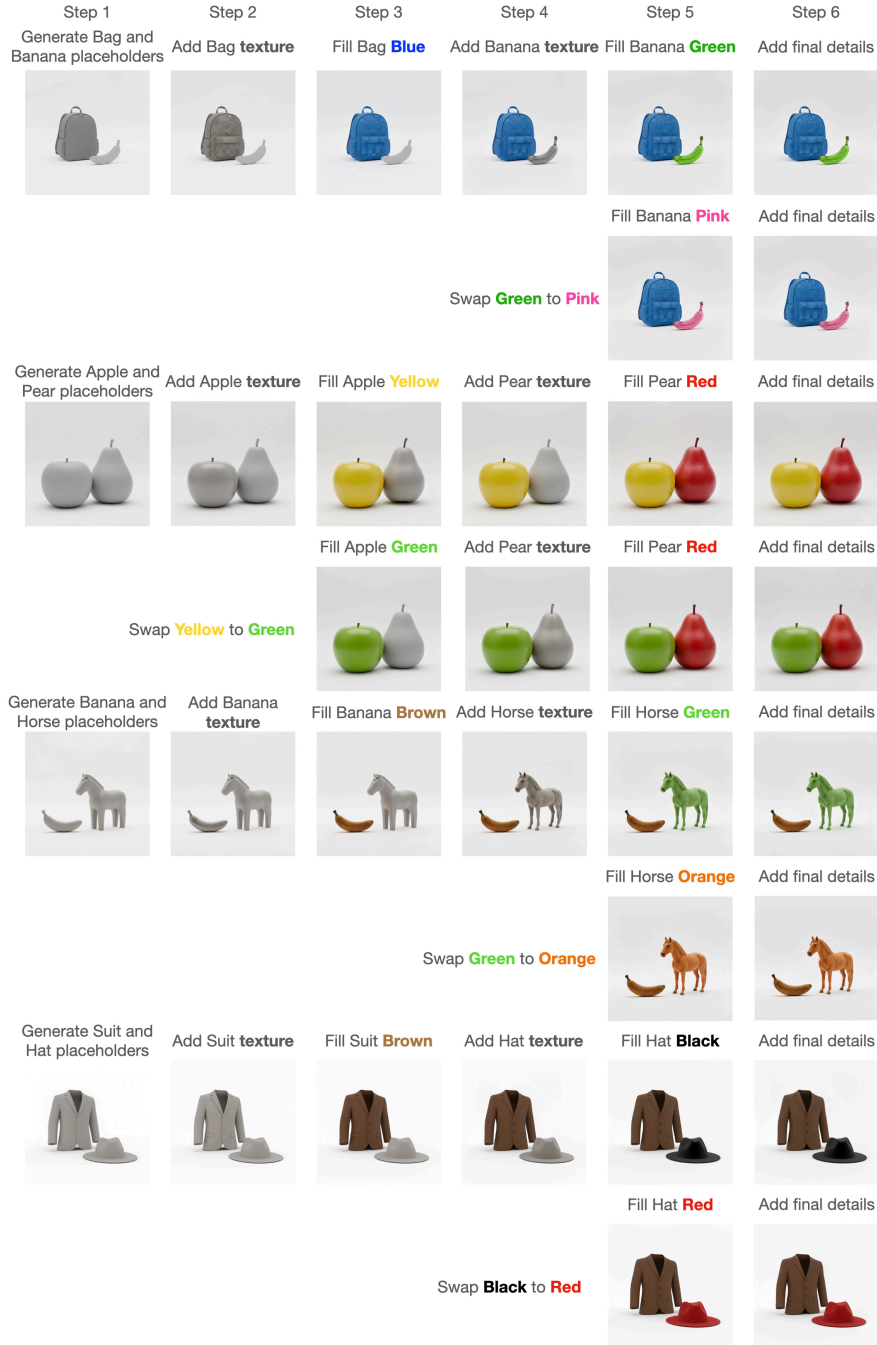 Step 1
Step 2
Step 3
Step 4
Step 5
Step 6
Generate Bag and
Banana placeholders
Add Bag texture
Fill Bag Blue
Add Banana texture
Fill Banana Green
Add final details
Fill Banana Pink
Add final details
Swap Green to Pink
Generate Apple and
Pear placeholders
Add Apple texture
Fill Apple Yellow
Add Pear texture
Fill Pear Red
Add final details
Fill Apple Green
Add Pear texture
Fill Pear Red
Add final details
Swap Yellow to Green
Generate Banana and
Horse placeholders
Add Banana
texture
Fill Banana Brown
Add Horse texture
Fill Horse Green
Add final details
Fill Horse Orange
Add final details
Swap Green to Orange
Generate Suit and
Hat placeholders
Add Suit texture
Fill Suit Brown
Add Hat texture
Fill Hat Black
Add final details
Fill Hat Red
Add final details
Swap Black to Red